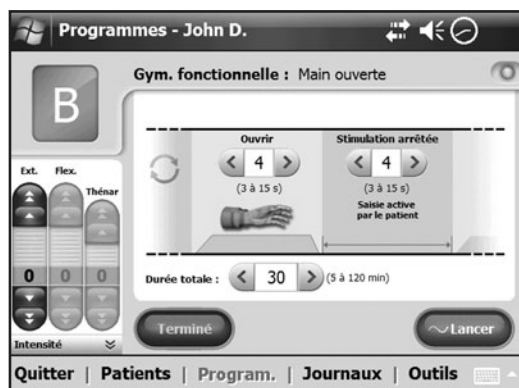 Programmes - John D.
B
Gym. fonctionnelle : Main ouverte
Ouvrir
4
(3 à 15 s)
Stimulation arrêtée
4
(3 à 15 s)
Saisie active
par le patient
Ext. Flex. Thénar
0 0 0
Intensité
Durée totale : 30 (5 à 120 min)
Terminé
Lancer
Quitter | Patients | Program. | Journaux | Outils